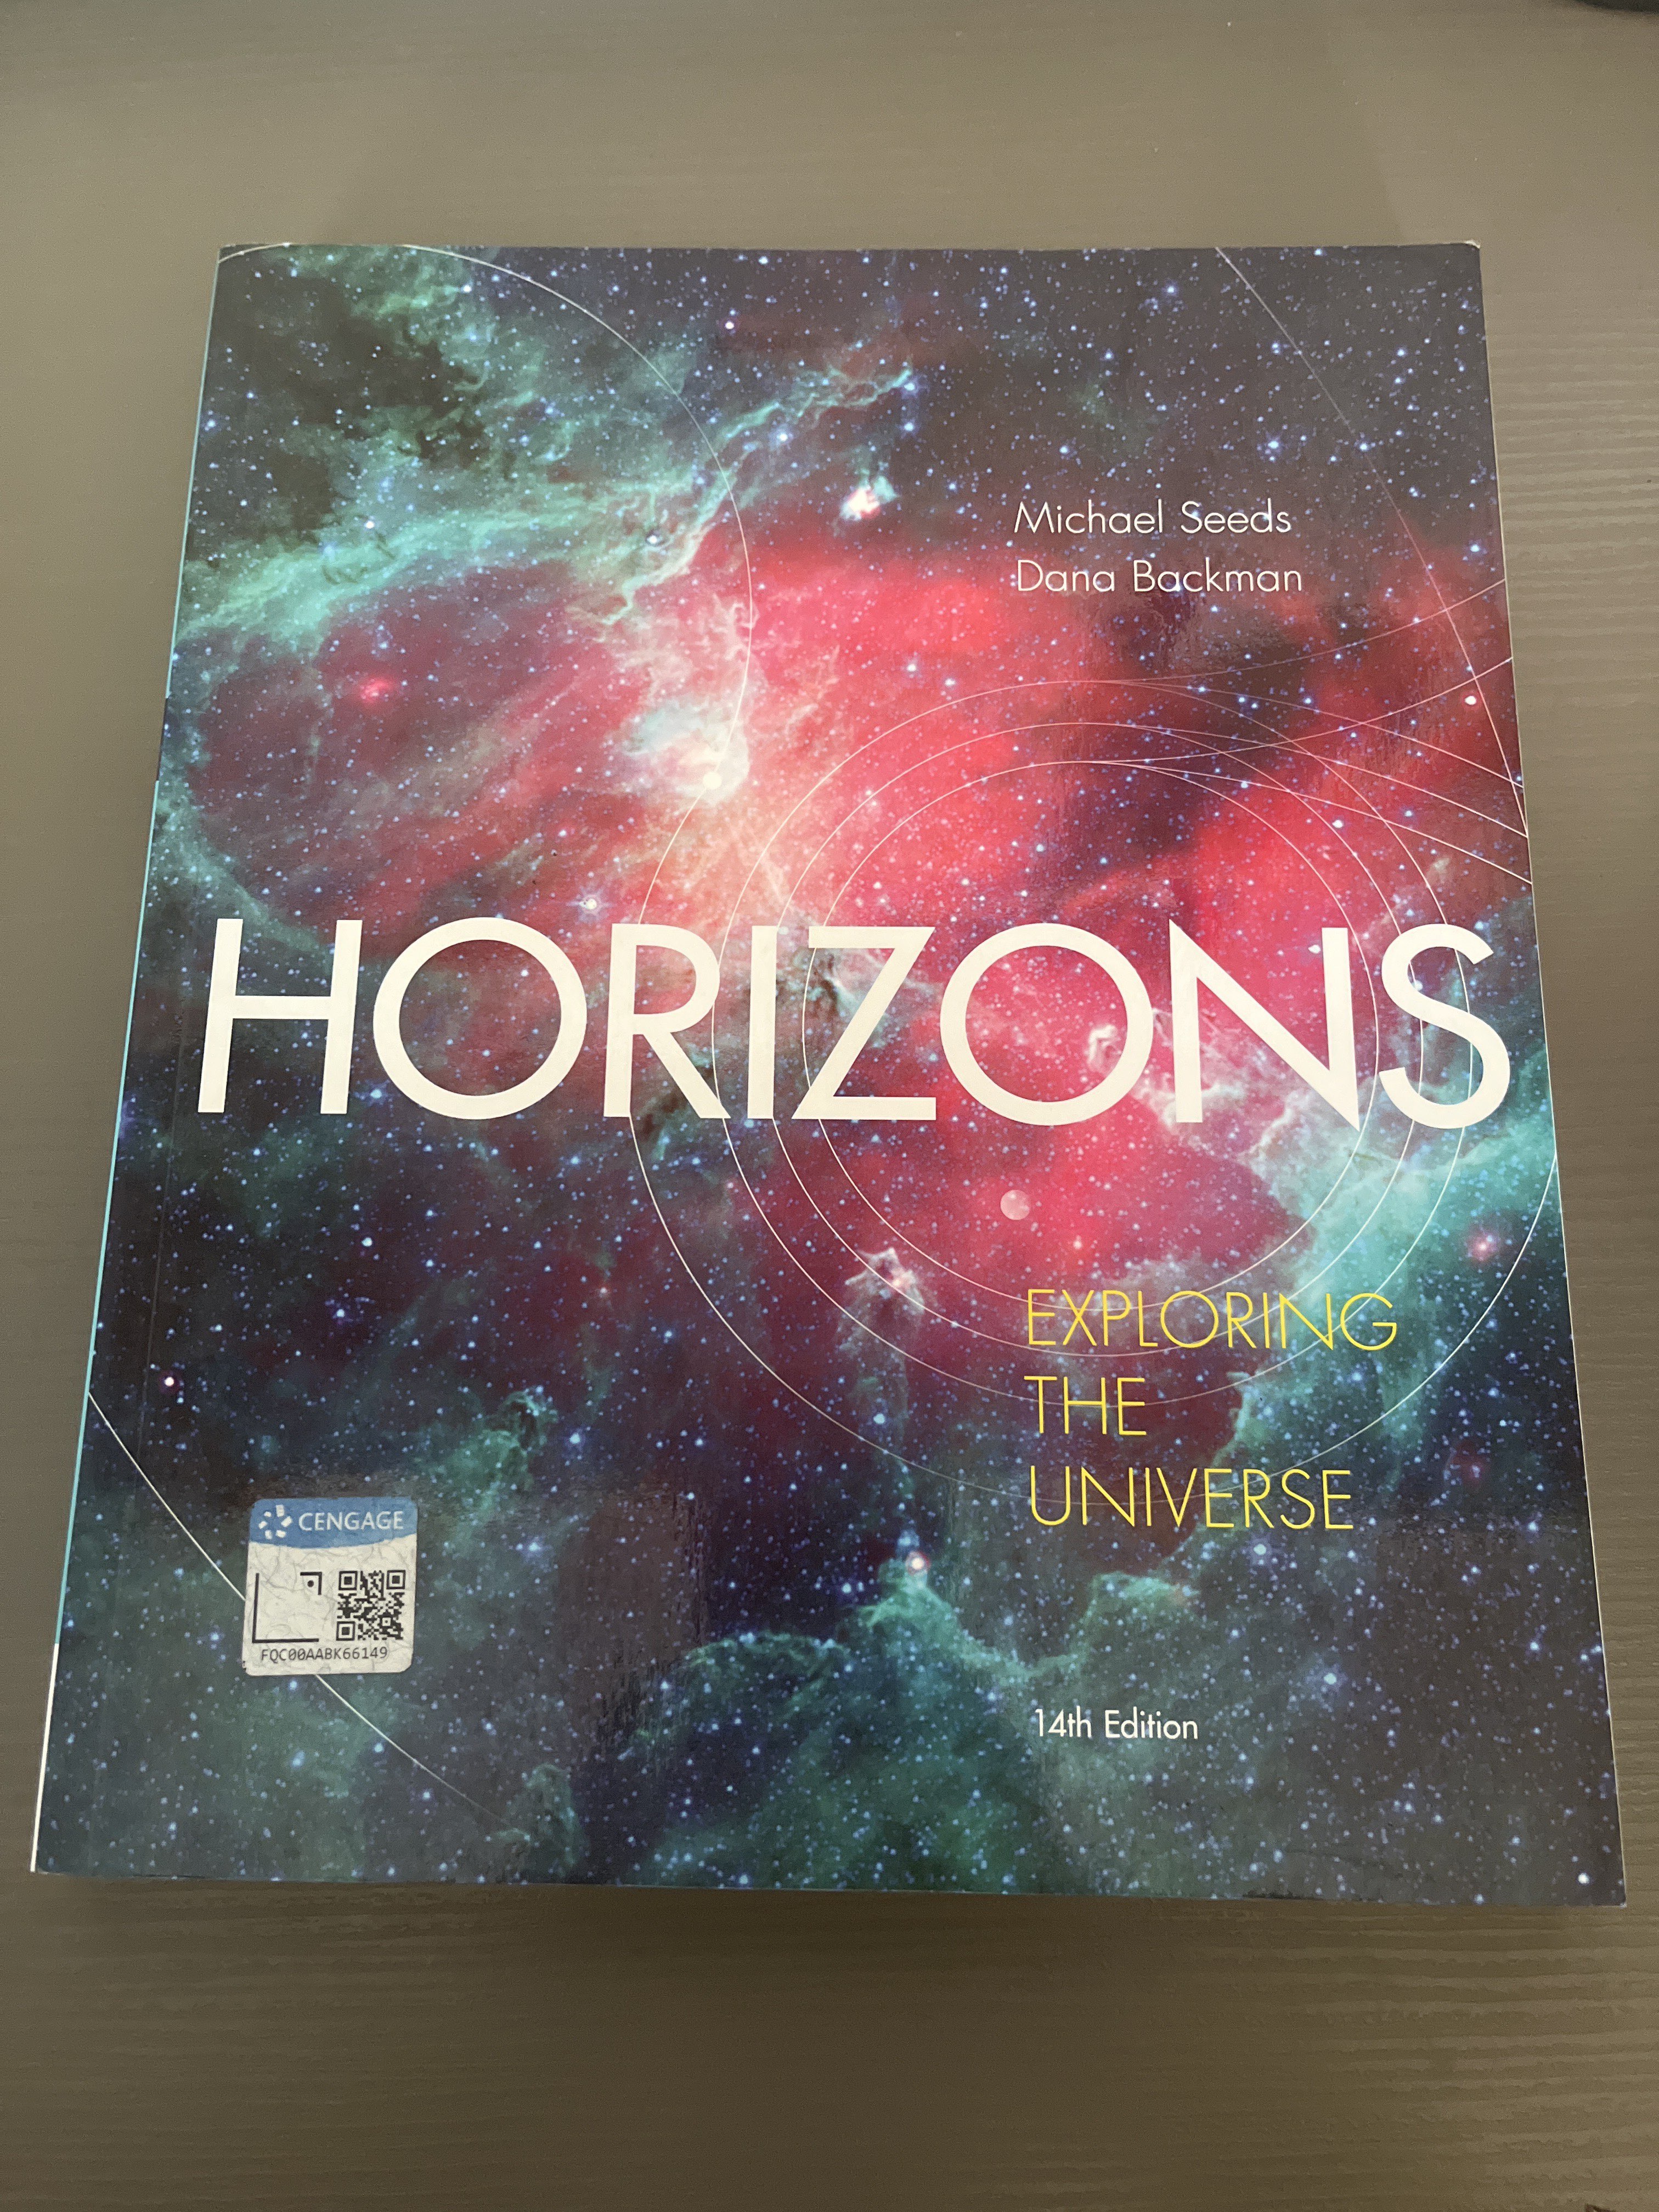 Michael Seeds
Dana Backman
HORIZONS
EXPLORING
THE
UNIVERSE
CENGAGE
FQC00AABK66149
14th Edition